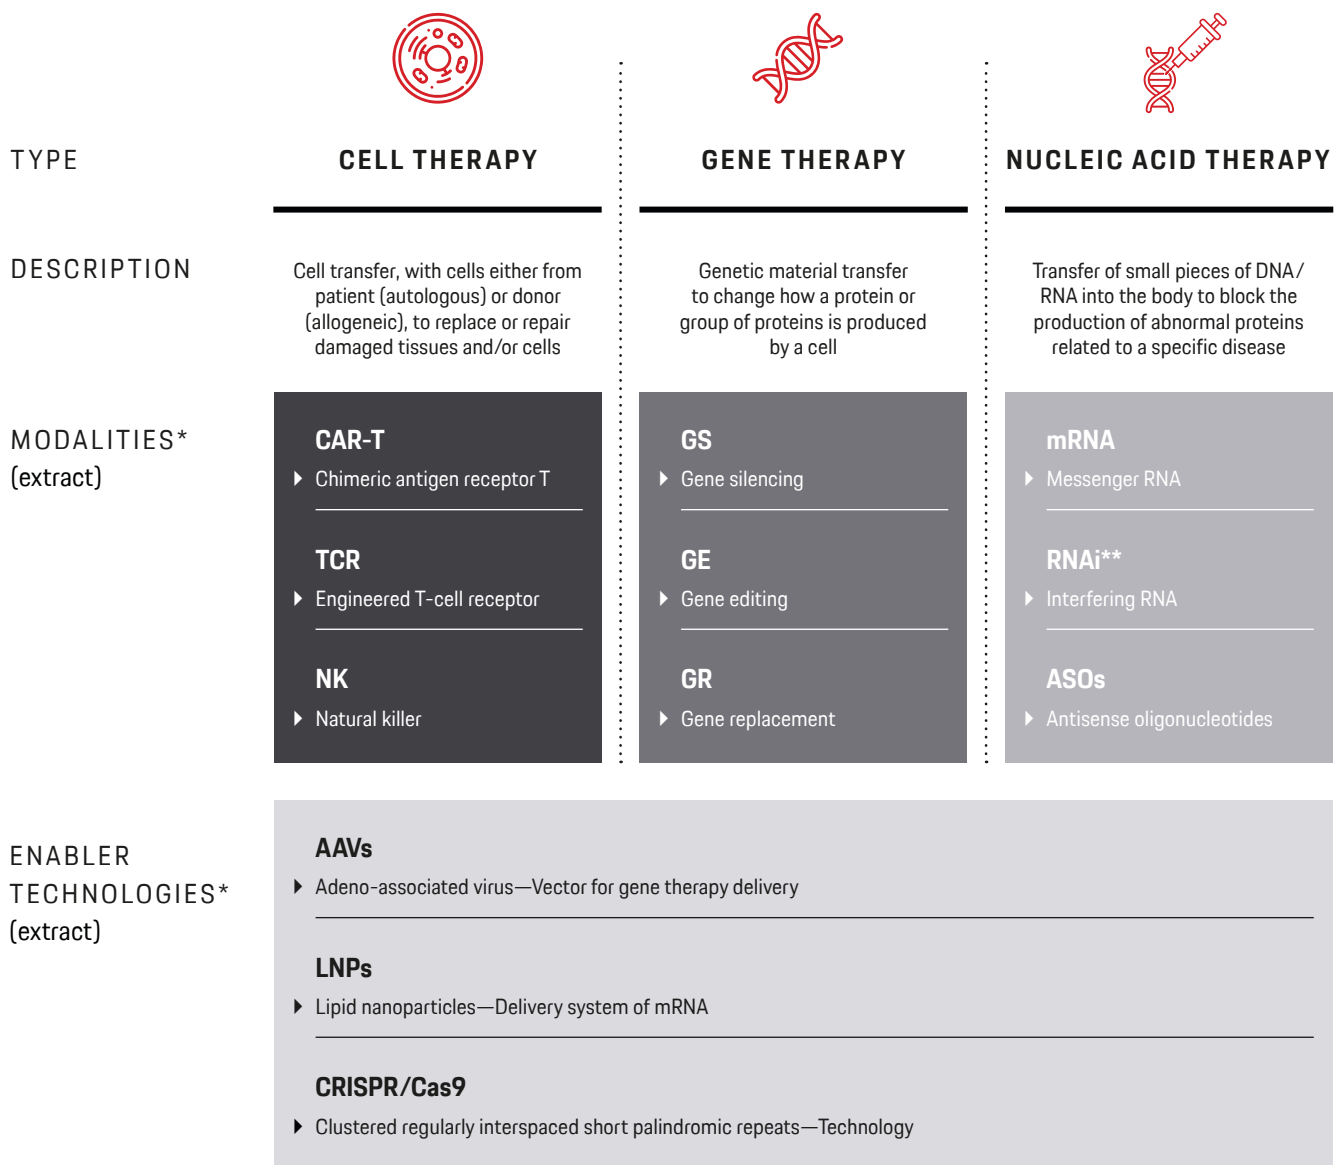 TYPE
CELL THERAPY
GENE THERAPY
NUCLEIC ACID THERAPY
DESCRIPTION
Cell transfer, with cells either from
patient (autologous) or donor
(allogeneic), to replace or repair
damaged tissues and/or cells
Genetic material transfer
to change how a protein or
group of proteins is produced
by a cell
Transfer of small pieces of DNA/
RNA into the body to block the
production of abnormal proteins
related to a specific disease
MODALITIES*
(extract)
CAR-T
Chimeric antigen receptor T
TCR
Engineered T-cell receptor
NK
Natural killer
GS
Gene silencing
GE
Gene editing
GR
Gene replacement
mRNA
Messenger RNA
RNAi**
Interfering RNA
ASOs
Antisense oligonucleotides
ENABLER
TECHNOLOGIES*
(extract)
AAVs
Adeno-associated virus—Vector for gene therapy delivery
LNPs
Lipid nanoparticles—Delivery system of mRNA
CRISPR/Cas9
Clustered regularly interspaced short palindromic repeats—Technology